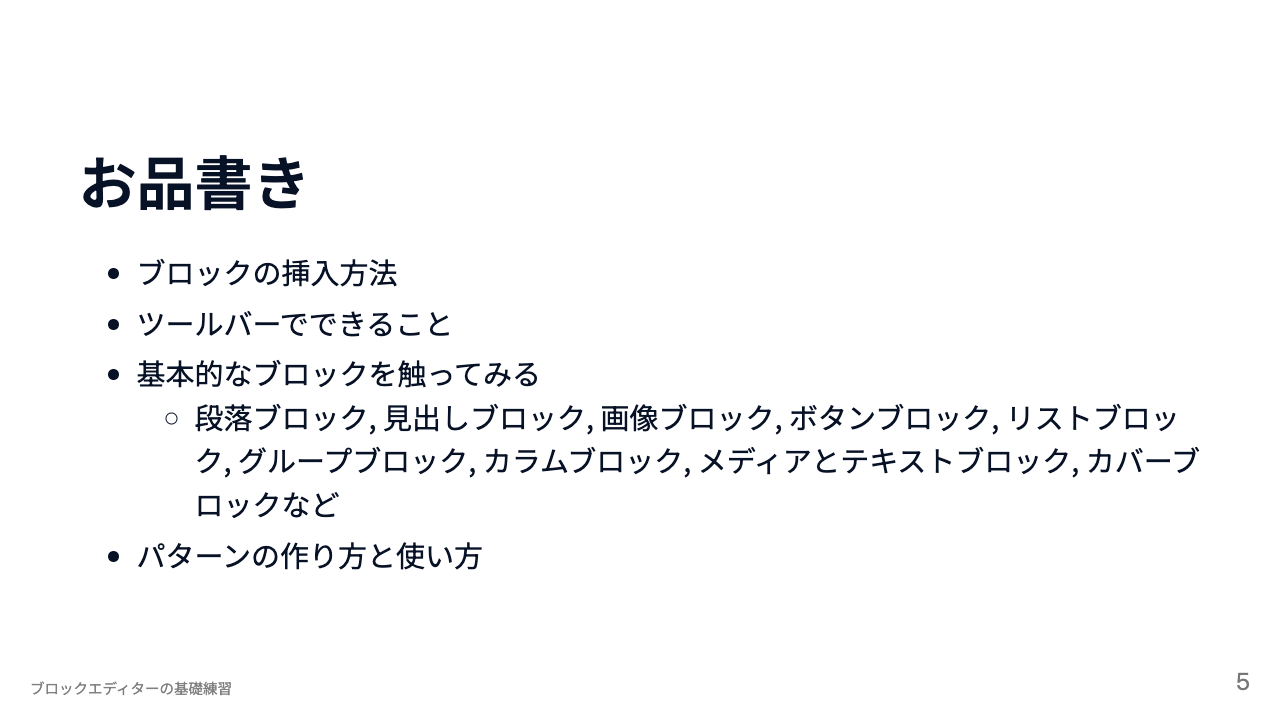 お品書き
ブロックの挿入方法
ツールバーでできること
基本的なブロックを触ってみる
段落ブロック, 見出しブロック, 画像ブロック, ボタンブロック, リストブロッ
ク, グループブロック, カラムブロック, メディアとテキストブロック, カバーブ
ロックなど
パターンの作り方と使い方
ブロックエディターの基礎練習
5